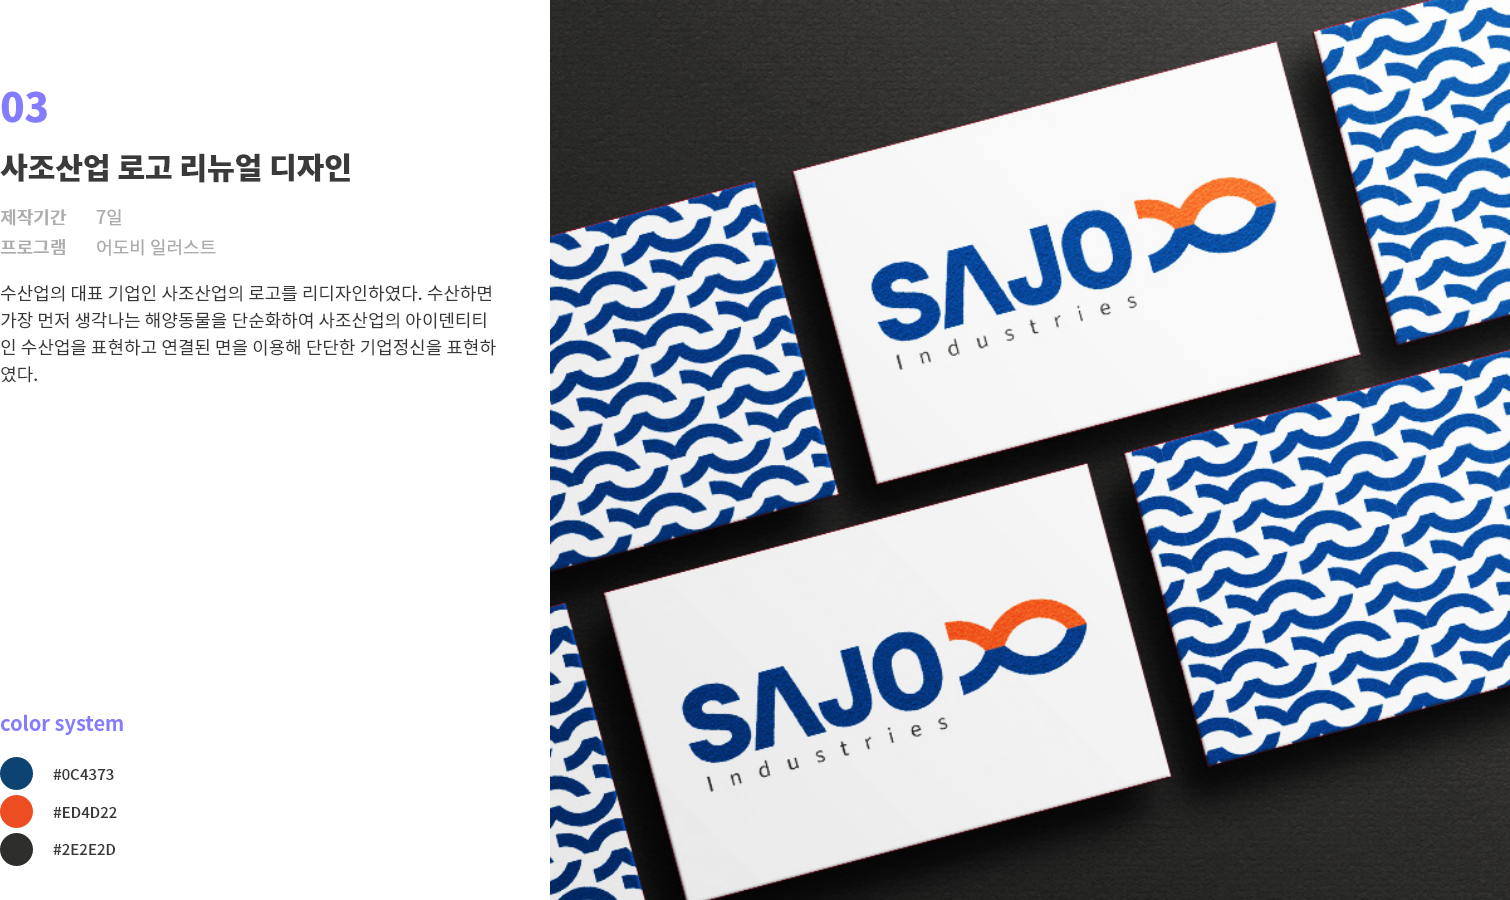 03
사조산업 로고 리뉴얼 디자인
제작기간 7일
프로그램 어도비 일러스트
수산업의 대표 기업인 사조산업의 로고를 리디자인하였다. 수산하면
가장 먼저 생각나는 해양동물을 단순화하여 사조산업의 아이덴티티
인 수산업을 표현하고 연결된 면을 이용해 단단한 기업정신을 표현하
였다.
color system
#0C4373
#ED4D22
#2E2E2D
SAJO
Industries
SAJO
Industries